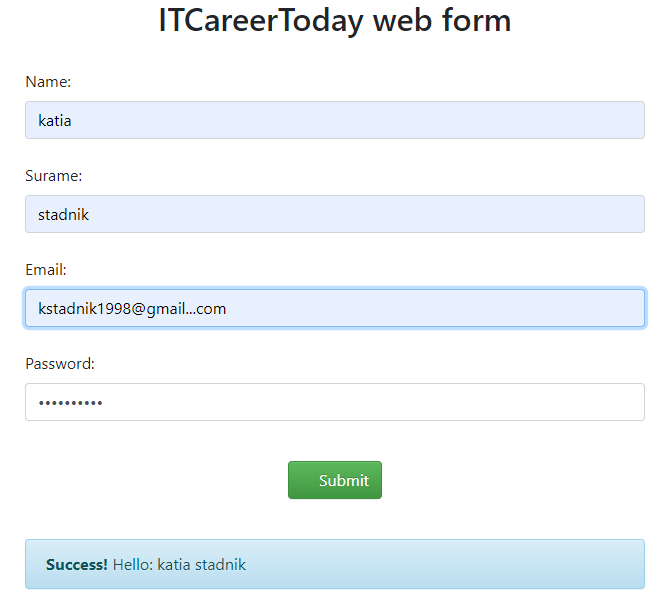 ITCareerToday web form
Name:
katia
Surame:
stadnik
Email:
kstadnik1998@gmail...com
Password:
••••••••••
Submit
Success! Hello: katia stadnik